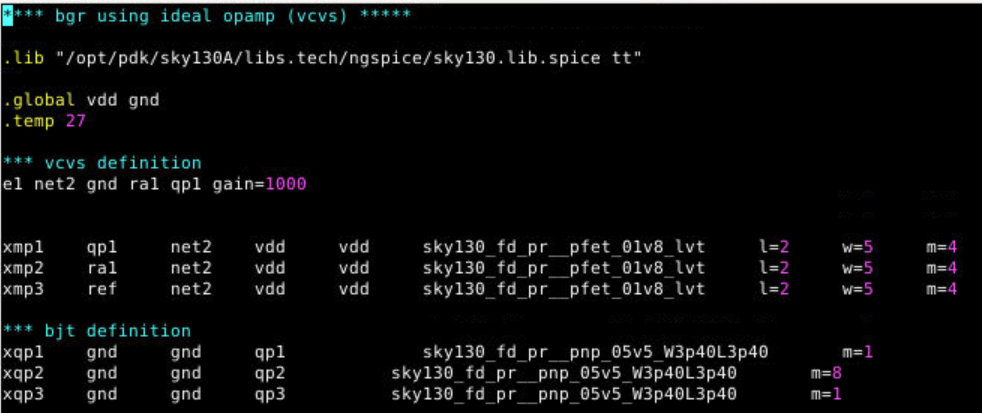 **** bgr using ideal opamp (vcvs) *****
.lib "/opt/pdk/sky130A/libs.tech/ngspice/sky130.lib.spice tt"
.global vdd gnd
.temp 27
*** vcvs definition
e1 net2 gnd ra1 qp1 gain=1000
xmp1 qp1 net2 vdd vdd sky130_fd_pr__pfet_01v8_lvt l=2 w=5 m=4
xmp2 ra1 net2 vdd vdd sky130_fd_pr__pfet_01v8_lvt l=2 w=5 m=4
xmp3 ref net2 vdd vdd sky130_fd_pr__pfet_01v8_lvt l=2 w=5 m=4
*** bjt definition
xqp1 gnd gnd qp1 sky130_fd_pr__pnp_05v5_W3p40L3p40 m=1
xqp2 gnd gnd qp2 sky130_fd_pr__pnp_05v5_W3p40L3p40 m=8
xqp3 gnd gnd qp3 sky130_fd_pr__pnp_05v5_W3p40L3p40 m=1